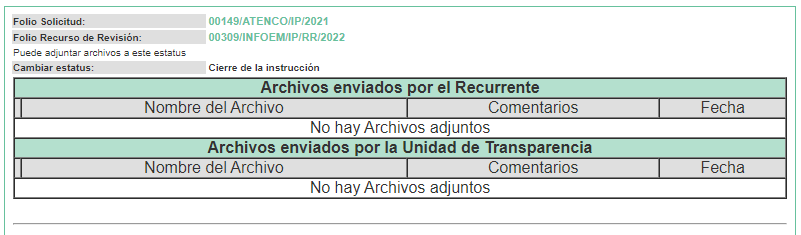 Folio Solicitud: 00149/ATENCO/IP/2021
Folio Recurso de Revisión: 00309/INFOEM/IP/RR/2022
Puede adjuntar archivos a este estatus
Cambiar estatus: Cierre de la instrucción
Archivos enviados por el Recurrente
Nombre del Archivo Comentarios Fecha
No hay Archivos adjuntos
Archivos enviados por la Unidad de Transparencia
Nombre del Archivo Comentarios Fecha
No hay Archivos adjuntos